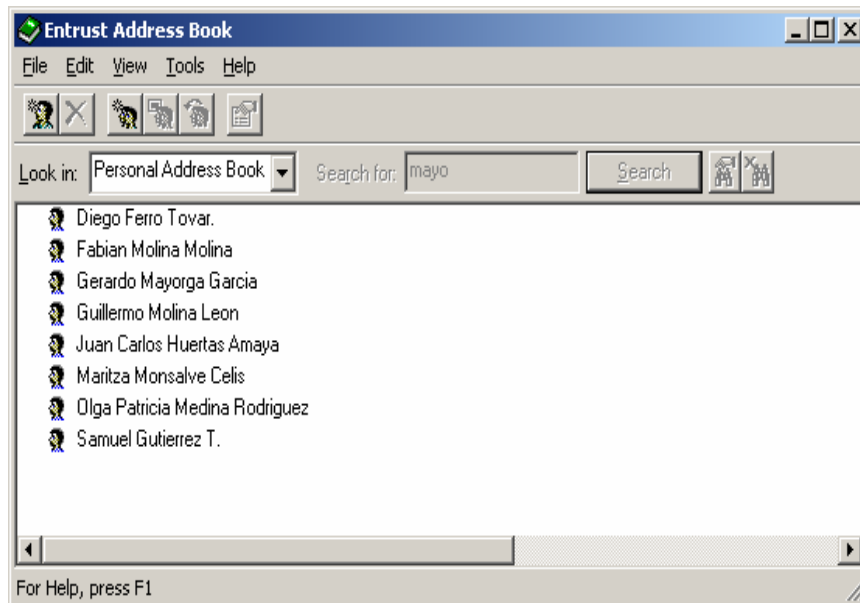 Entrust Address Book
File Edit View Tools Help
Look in: Personal Address Book Search for: mayo Search
Diego Ferro Tovar.
Fabian Molina Molina
Gerardo Mayorga Garcia
Guillermo Molina Leon
Juan Carlos Huertas Amaya
Maritza Monsalve Celis
Olga Patricia Medina Rodriguez
Samuel Gutierrez T.
For Help, press F1